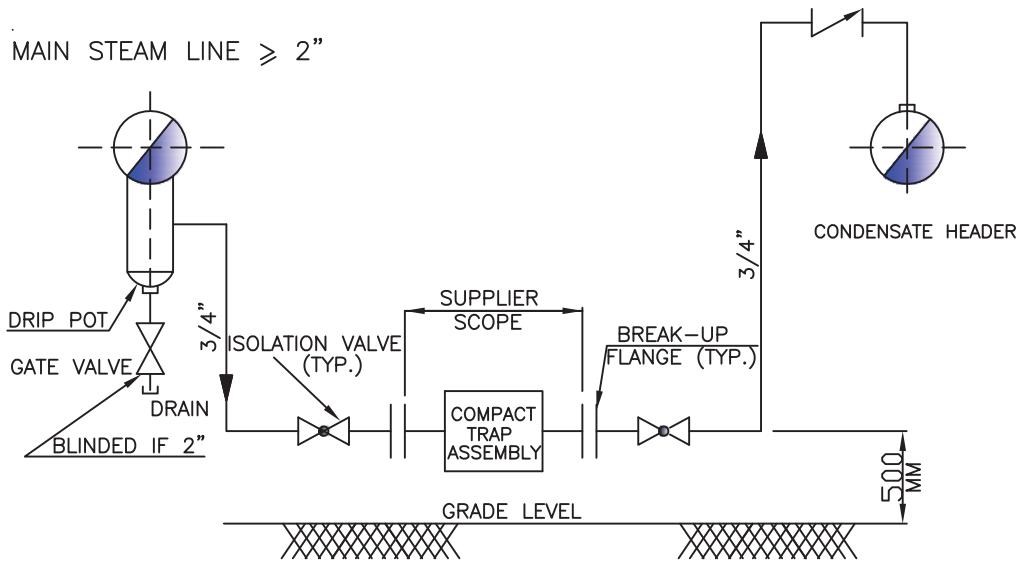 MAIN STEAM LINE ≥ 2”
CONDENSATE HEADER
3/4”
3/4”
SUPPLIER
SCOPE
DRIP POT
ISOLATION VALVE
(TYP.)
BREAK-UP
FLANGE (TYP.)
GATE VALVE
DRAIN
BLINDED IF 2”
COMPACT
TRAP
ASSEMBLY
500
MM
GRADE LEVEL